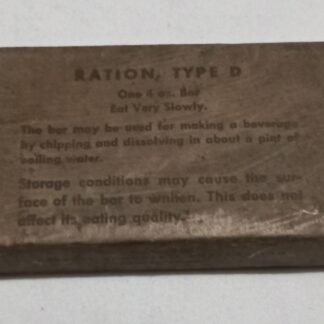 RATION, TYPE D
One 4 oz. Bar
Eat Very Slowly.
The bar may be used for making a beverage
by chipping and dissolving in about a pint of
boiling water.
Storage conditions may cause the sur-
face of the bar to whiten. This does not
affect its eating quality.